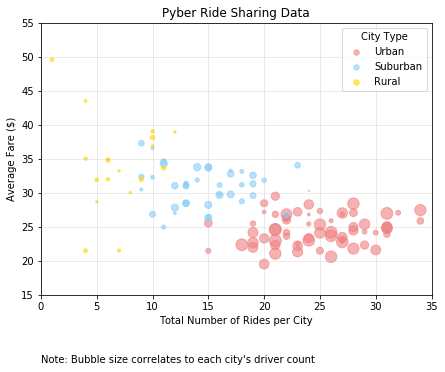 Pyber Ride Sharing Data
55
50
45
40
35
30
25
20
15
Average Fare ($)
City Type
Urban
Suburban
Rural
0 5 10 15 20 25 30 35
Total Number of Rides per City
Note: Bubble size correlates to each city's driver count